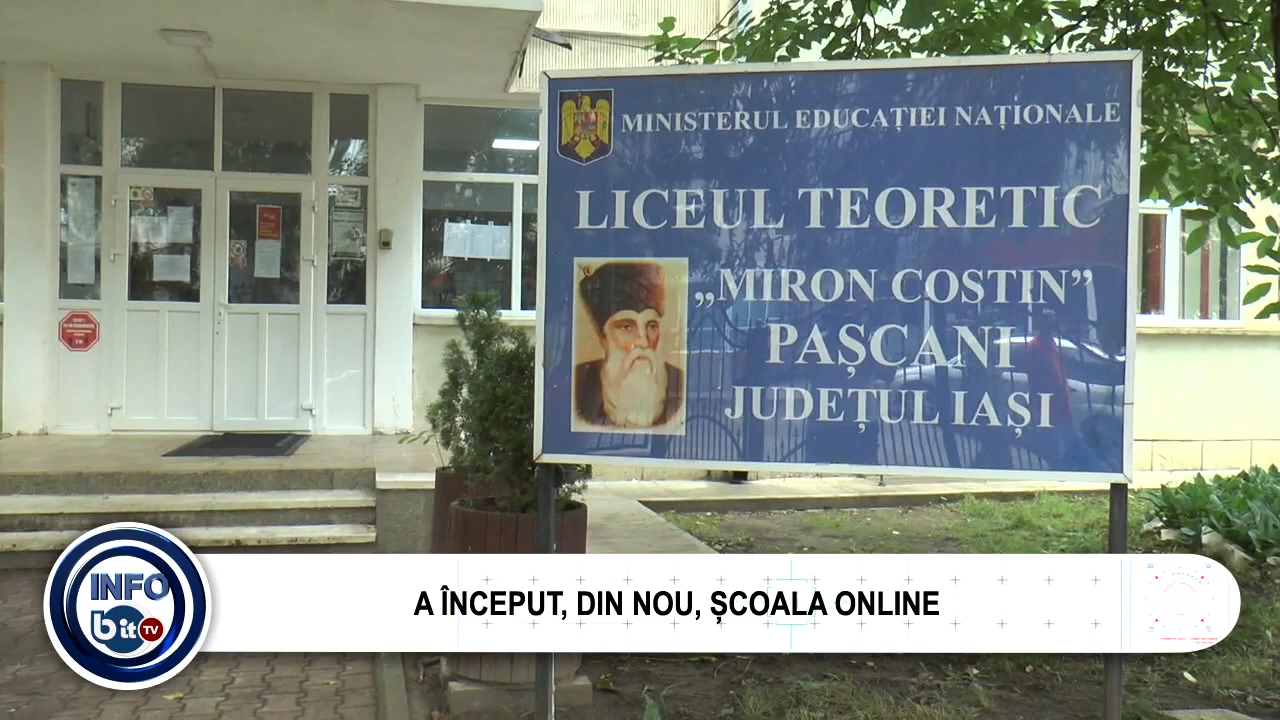 MINISTERUL EDUCAȚIEI NAȚIONALE
LICEUL TEORETIC
„MIRON COSTIN”
PAȘCANI
JUDEȚUL IAȘI
INFO
bit TV
A ÎNCEPUT, DIN NOU, ȘCOALA ONLINE